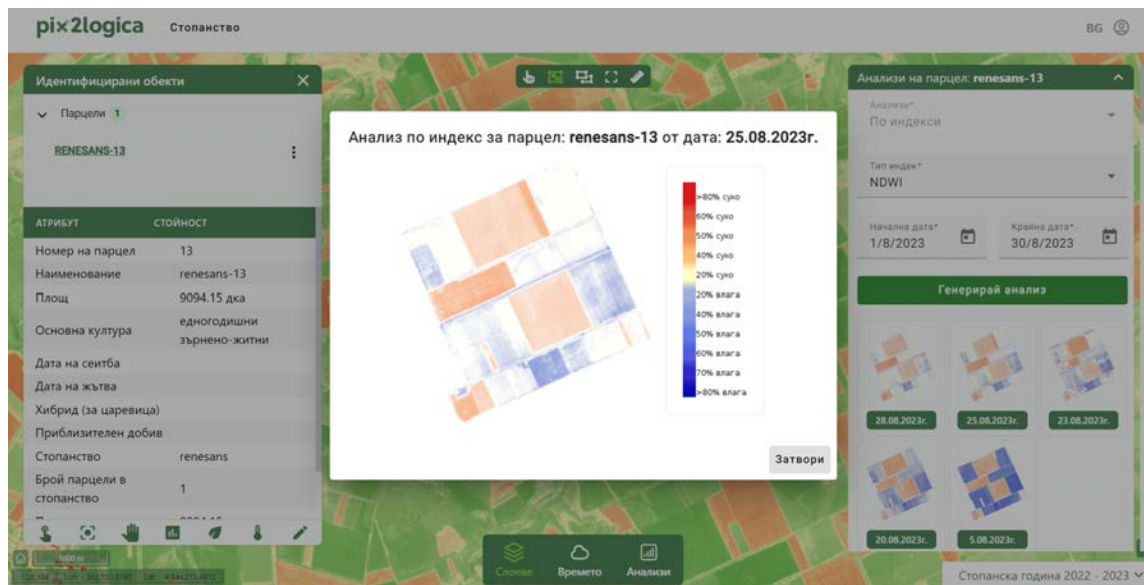 pix2logica Стопанство BG
Идентифицирани обекти
Парцели 1
RENESANS-13
АТРИБУТ СТОЙНОСТ
Номер на парцел 13
Наименование renesans-13
Площ 9094.15 дка
Основна култура едногодишни
зърнено-житни
Дата на сеитба
Дата на жътва
Хибрид (за царевица)
Приблизителен добив
Стопанство renesans
Брой парцели в
стопанство 1
Анализ по индекс за парцел: renesans-13 от дата: 25.08.2023г.
>80% сухо
60% сухо
50% сухо
40% сухо
20% сухо
20% влага
40% влага
50% влага
60% влага
70% влага
>80% влага
Затвори
Слоеве Времето Анализи
Анализи на парцел: renesans-13
Анализи*
По индекси
Тип индек*
NDWI
Начална дата* Крайна дата*
1/8/2023 30/8/2023
Генерирай анализ
28.08.2023г. 25.08.2023г. 23.08.2023г.
20.08.2023г. 5.08.2023г.
Стопанска година 2022 - 2023